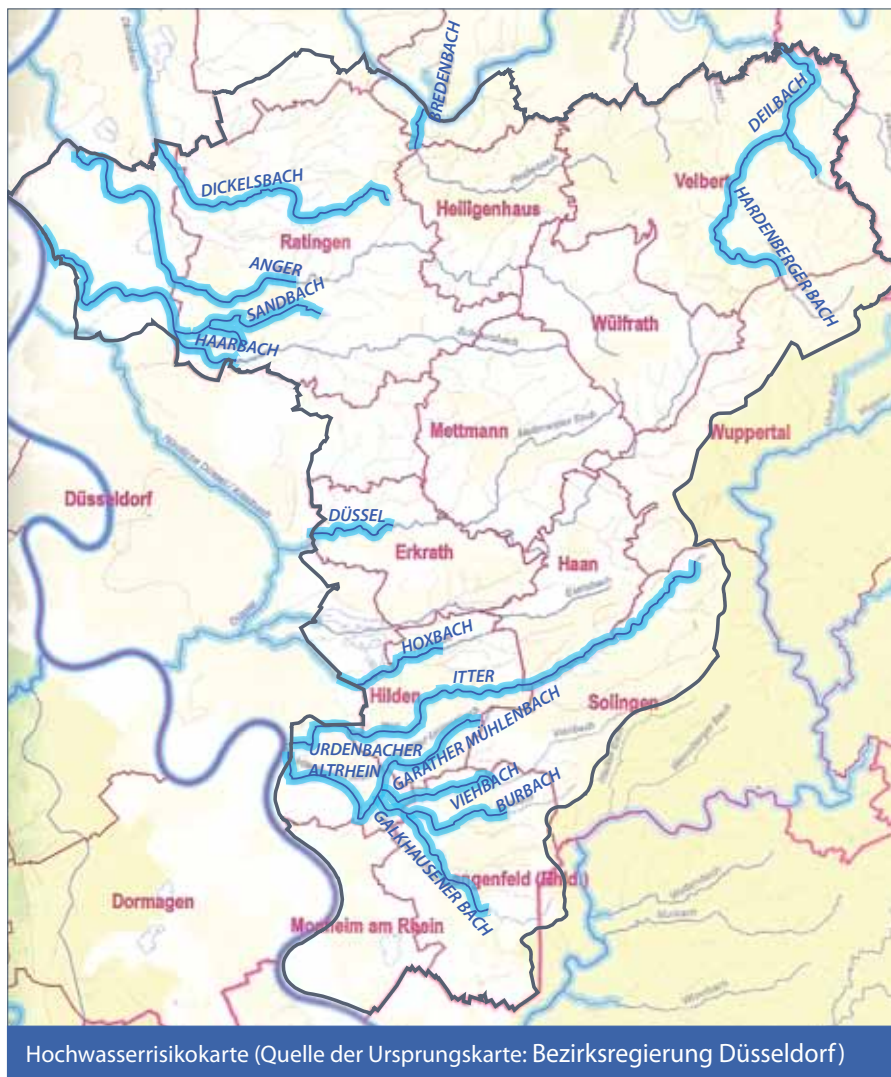 BREDENBACH
DEILBACH
DICKELSBACH
Velbert
Heiligenhaus
HARDENBERGER BACH
Ratingen
ANGER
SANDBACH
Wülfrath
HAARBACH
Mettmann
Wuppertal
Düsseldorf
DÜSSEL
Erkrath
Haan
HOXBACH
ITTER
Hilden
Solingen
URDENBACHER
ALTRHEIN
GARATHER MÜHLENBACH
VIEHBACH
BURBACH
GALKHAUSENER BACH
Dormagen
Monheim am Rhein
Hochwasserrisikokarte (Quelle der Ursprungskarte: Bezirksregierung Düsseldorf)